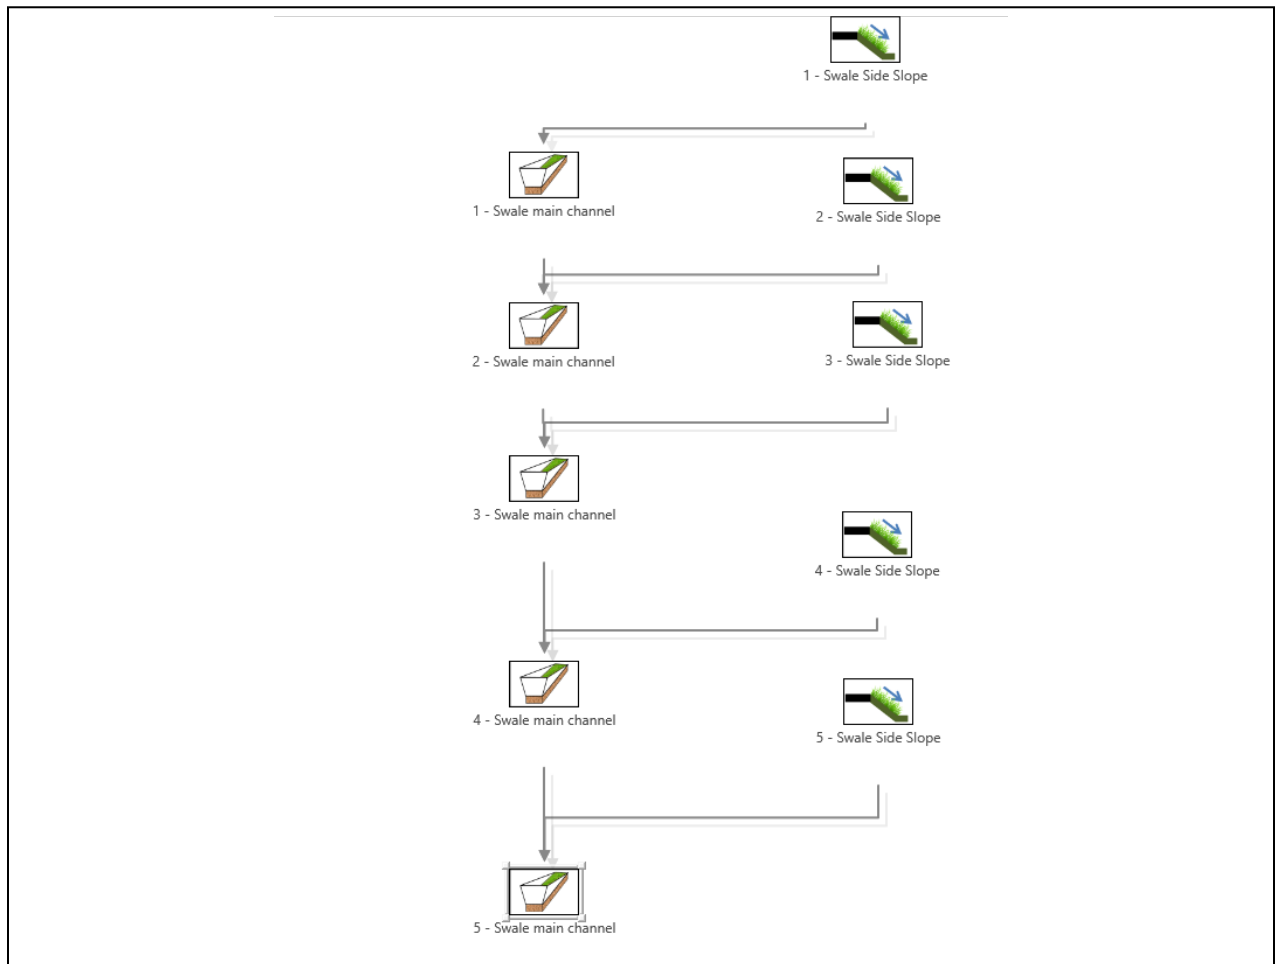 1 - Swale Side Slope
1 - Swale main channel
2 - Swale Side Slope
2 - Swale main channel
3 - Swale Side Slope
3 - Swale main channel
4 - Swale Side Slope
4 - Swale main channel
5 - Swale Side Slope
5 - Swale main channel